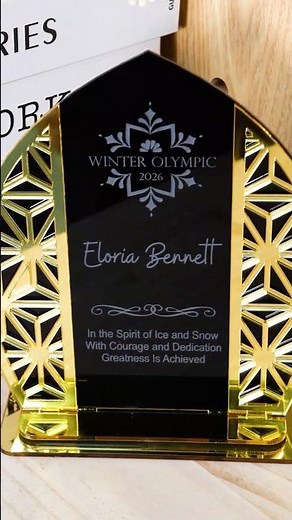 RIES
ORK
WINTER OLYMPIC
2026
Eloria Bennett
In the Spirit of Ice and Snow
With Courage and Dedication
Greatness Is Achieved